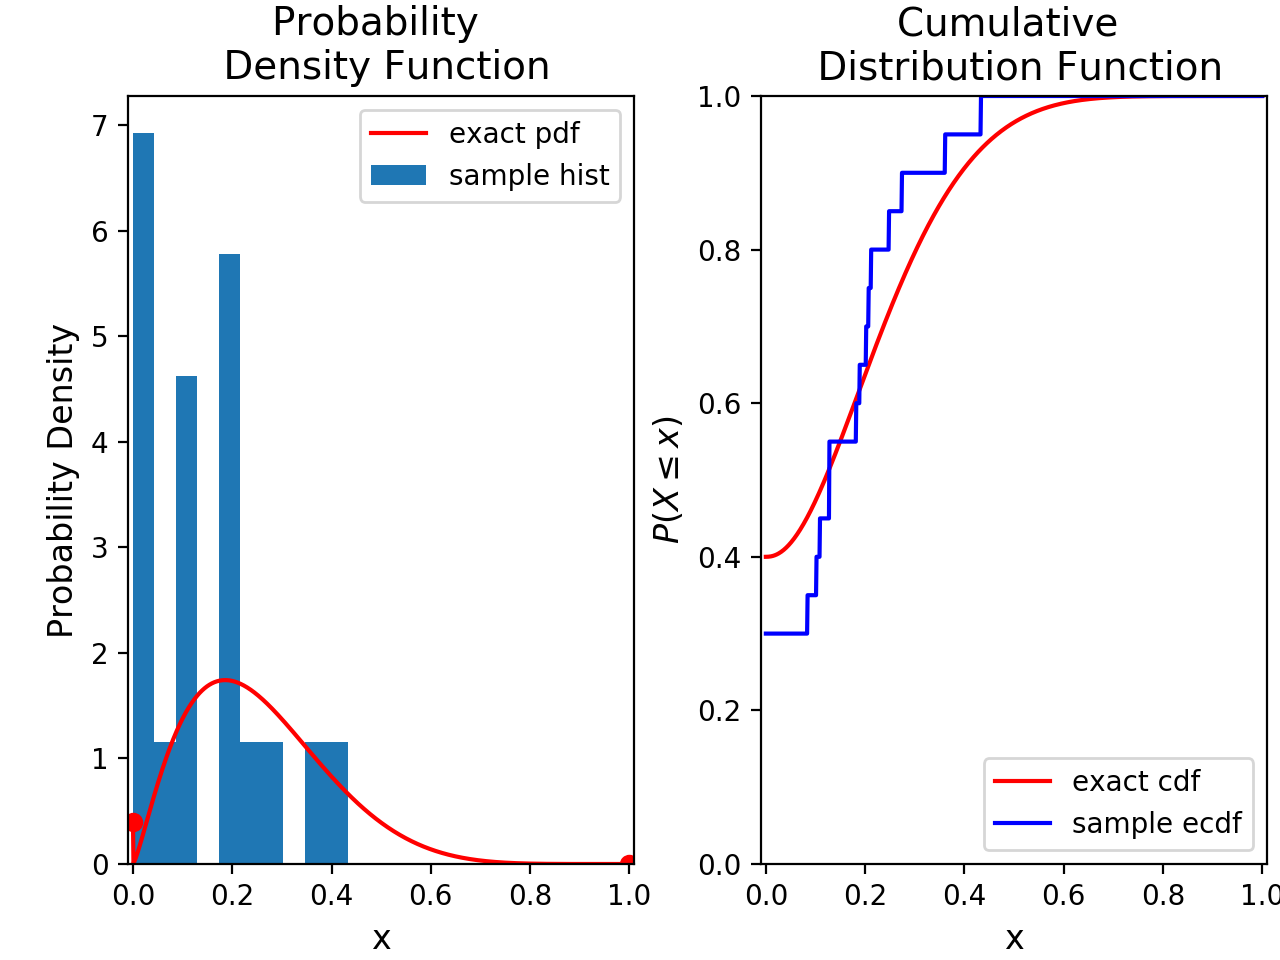 Probability
Density Function
7
6
5
4
3
2
1
0
Probability Density
exact pdf
sample hist
0.0 0.2 0.4 0.6 0.8 1.0
x
Cumulative
Distribution Function
1.0
0.8
0.6
0.4
0.2
0.0
P(X ≤ x)
exact cdf
sample ecdf
0.0 0.2 0.4 0.6 0.8 1.0
x